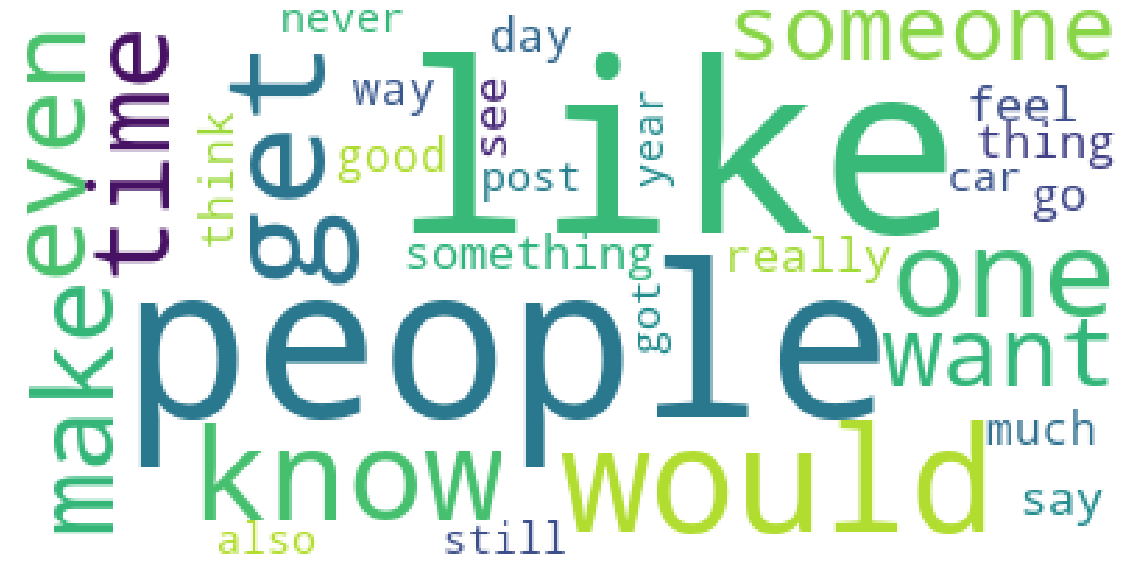 never
day
someone
even
time
get
way
see
like
year
feel
thing
think
good
post
car
go
something
really
one
make
people
got
want
know
would
much
say
also
still